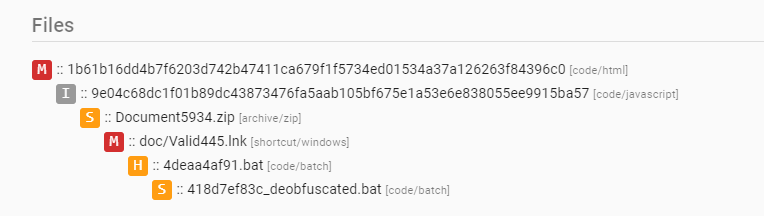 Files
M :: 1b61b16dd4b7f6203d742b47411ca679f1f5734ed01534a37a126263f84396c0 [code/html]
I :: 9e04c68dc1f01b89dc43873476fa5aab105bf675e1a53e6e838055ee9915ba57 [code/javascript]
S :: Document5934.zip [archive/zip]
M :: doc/Valid445.lnk [shortcut/windows]
H :: 4deaa4af91.bat [code/batch]
S :: 418d7ef83c_deobfuscated.bat [code/batch]